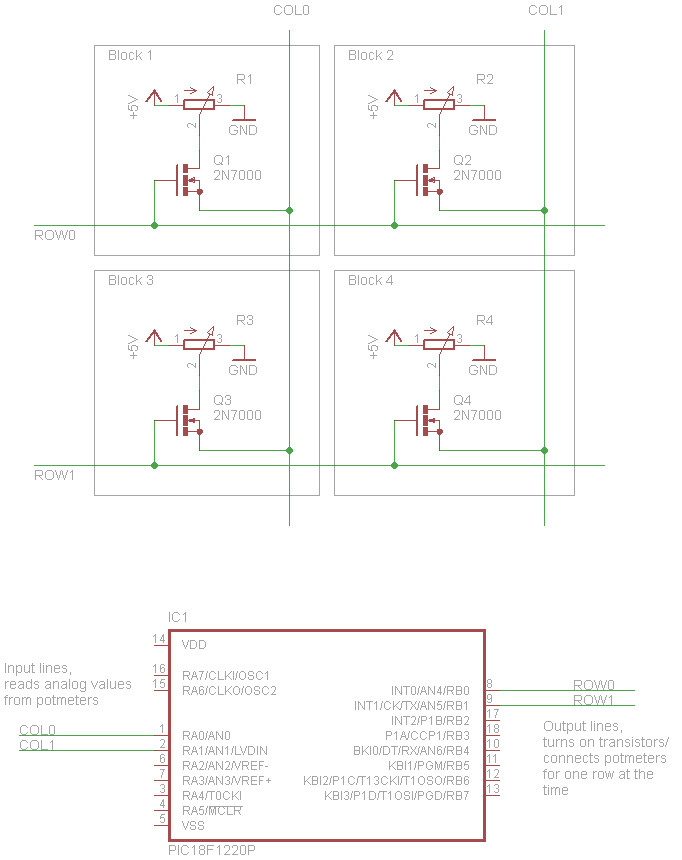 COL0
COL1
Block 1
Block 2
R1
R2
+5V
1
3
2
GND
+5V
1
3
2
GND
Q1
2N7000
Q2
2N7000
ROW0
Block 3
Block 4
R3
R4
+5V
1
3
2
GND
+5V
1
3
2
GND
Q3
2N7000
Q4
2N7000
ROW1
IC1
14 VDD
Input lines,
reads analog values
from potmeters
16 RA7/CLKI/OSC1
15 RA6/CLKO/OSC2
COL0 1 RA0/AN0
COL1 2 RA1/AN1/LVDIN
6 RA2/AN2/VREF-
7 RA3/AN3/VREF+
3 RA4/T0CKI
4 RA5/MCLR
5 VSS
INT0/AN4/RB0 8 ROW0
INT1/CK/TX/AN5/RB1 9 ROW1
INT2/P1B/RB2 17
P1A/CCP1/RB3 18
BKI0/DT/RX/AN6/RB4 10
KBI1/PGM/RB5 11
KBI2/P1C/T13CKI/T1OSO/RB6 12
KBI3/P1D/T1OSI/PGD/RB7 13
Output lines,
turns on transistors/
connects potmeters
for one row at the
time
PIC18F1220P